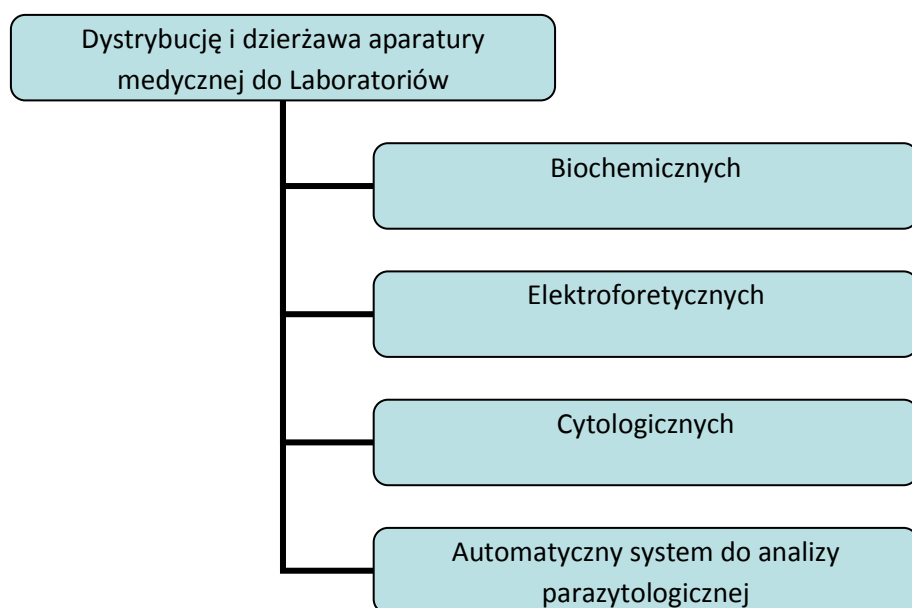 Dystrybucję i dzierżawa aparatury
medycznej do Laboratoriów
Biochemicznych
Elektroforetycznych
Cytologicznych
Automatyczny system do analizy
parazytologicznej